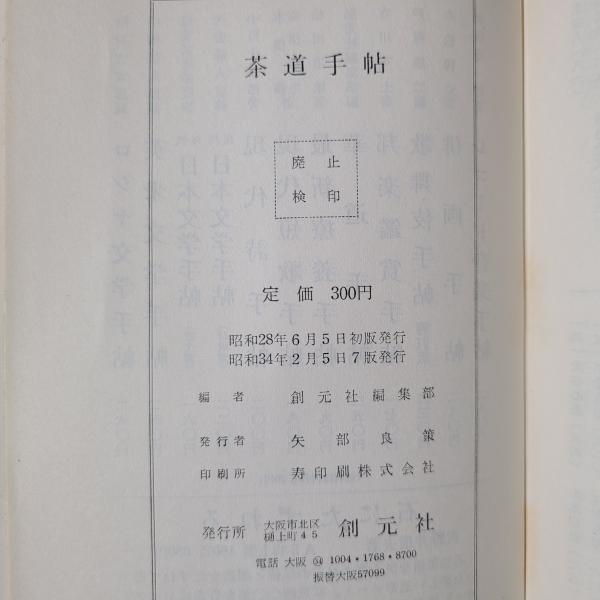 茶道手帖
廃止
検印
定価 300円
昭和28年6月5日初版発行
昭和34年2月5日7版発行
編者 創元社編集部
発行者 矢部良策
印刷所 寿印刷株式会社
発行所 大阪市北区樋上町45 創元社
電話 大阪 ㉞ 1004・1768・8700
振替大阪57099